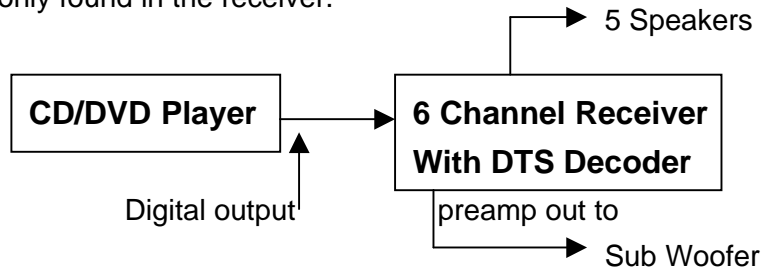 only found in the receiver.
5 Speakers
CD/DVD Player
6 Channel Receiver
With DTS Decoder
Digital output
preamp out to
Sub Woofer